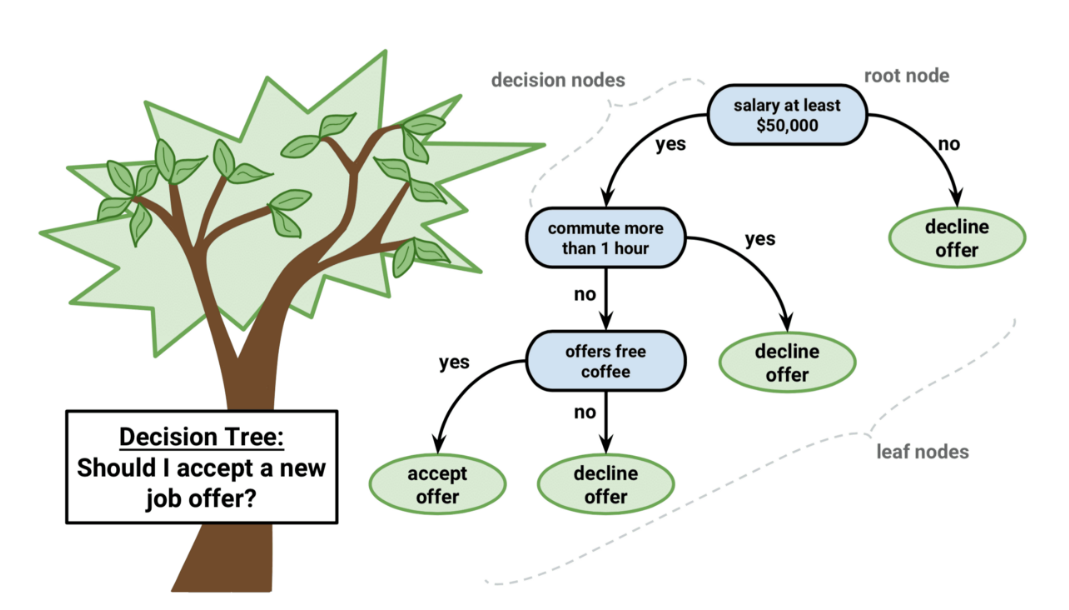 decision nodes
root node
salary at least
$50,000
yes
no
commute more
than 1 hour
yes
decline
offer
no
offers free
coffee
decline
offer
yes
no
accept
offer
decline
offer
leaf nodes
Decision Tree:
Should I accept a new
job offer?